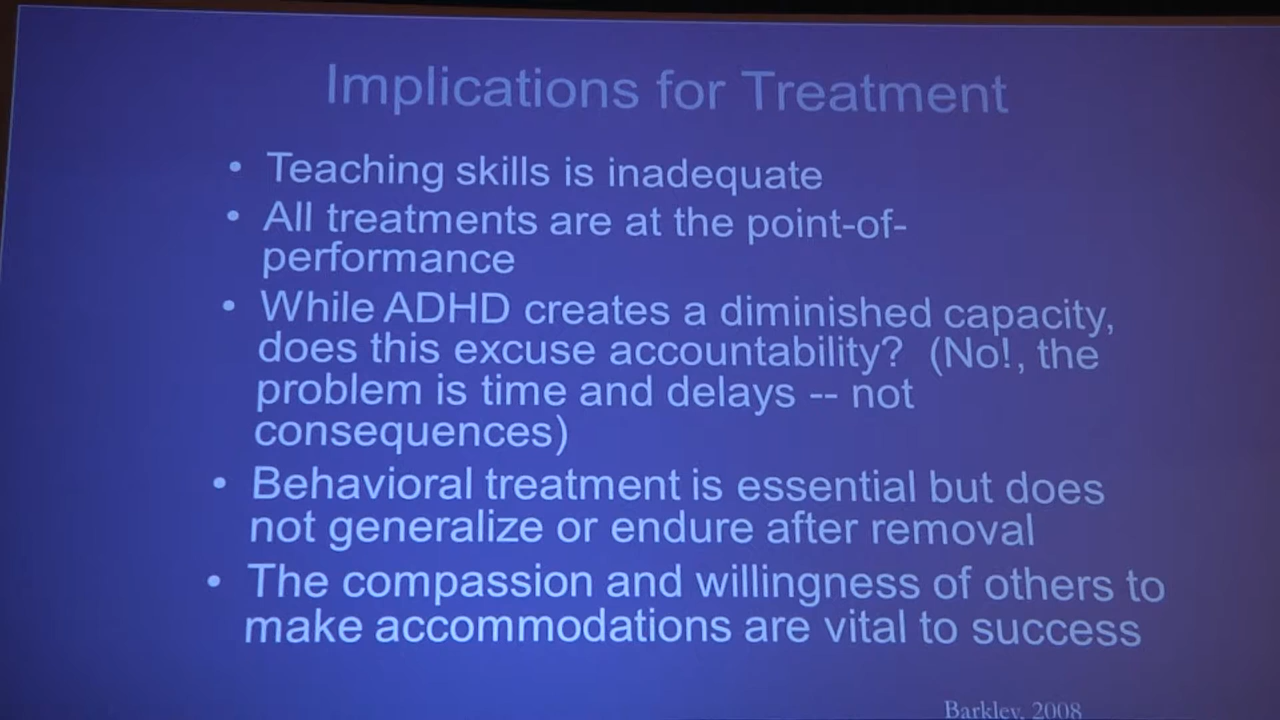 Implications for Treatment
• Teaching skills is inadequate
• All treatments are at the point-of-
performance
• While ADHD creates a diminished capacity,
does this excuse accountability? (No!, the
problem is time and delays -- not
consequences)
• Behavioral treatment is essential but does
not generalize or endure after removal
• The compassion and willingness of others to
make accommodations are vital to success
Barkley, 2008